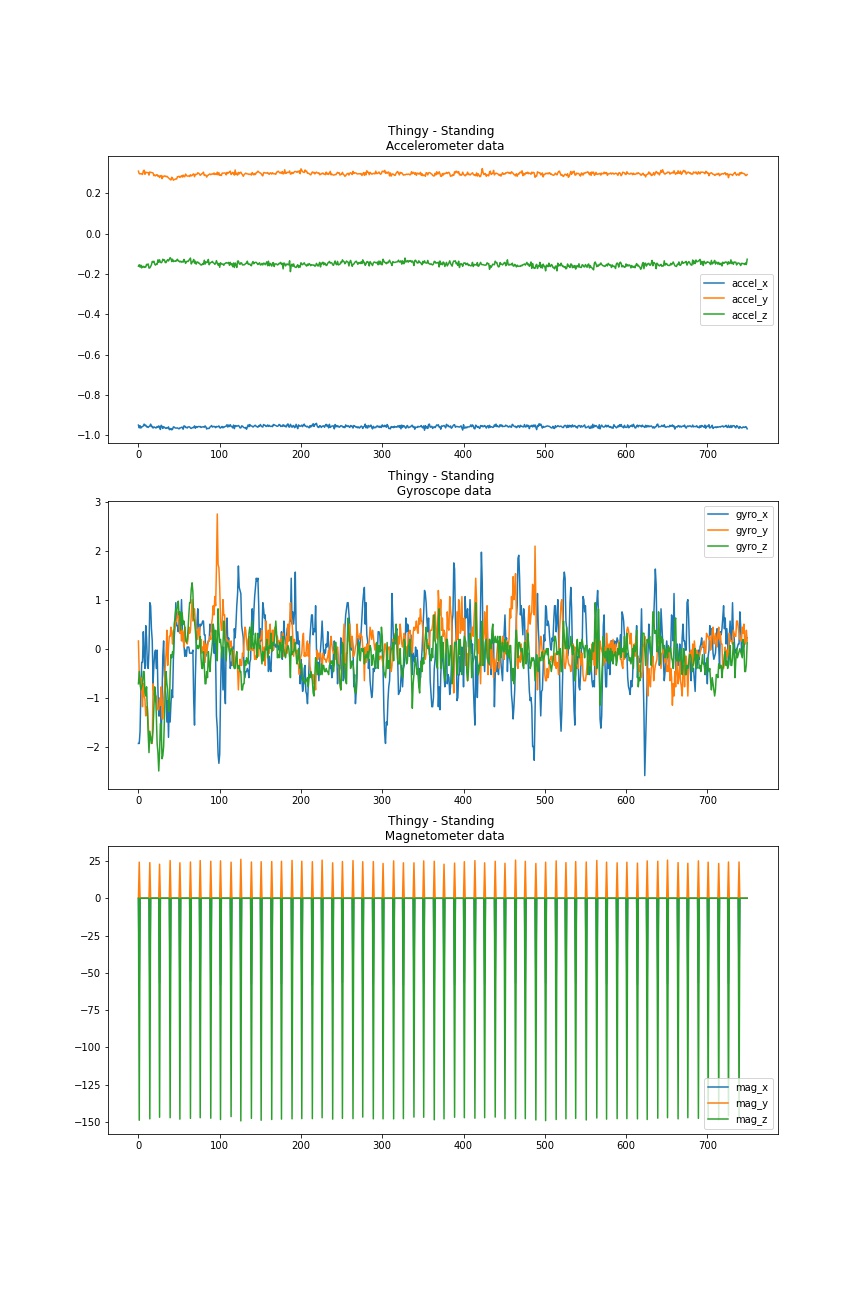 Thingy - Standing
Accelerometer data
0.2
0.0
−0.2
−0.4
−0.6
−0.8
−1.0
accel_x
accel_y
accel_z
0 100 200 300 400 500 600 700
Thingy - Standing
Gyroscope data
3
2
1
0
−1
−2
gyro_x
gyro_y
gyro_z
0 100 200 300 400 500 600 700
Thingy - Standing
Magnetometer data
25
0
−25
−50
−75
−100
−125
−150
mag_x
mag_y
mag_z
0 100 200 300 400 500 600 700